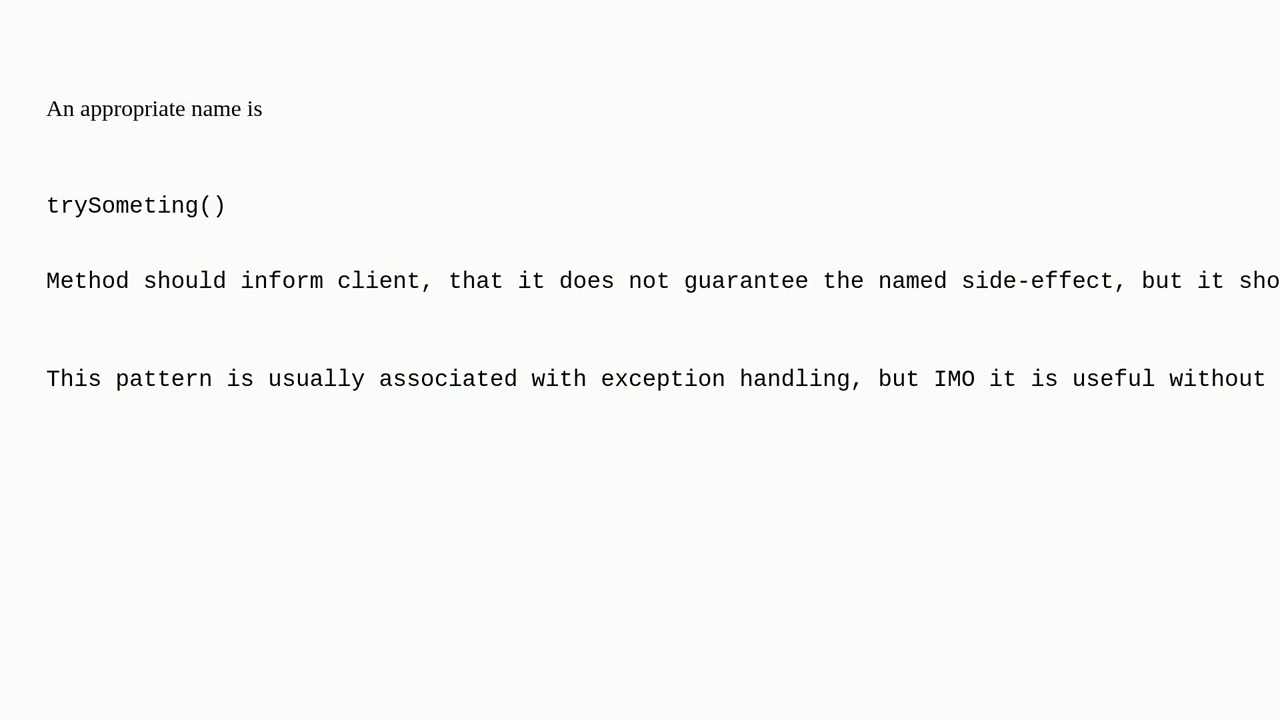 An appropriate name is
trySometing()
Method should inform client, that it does not guarantee the named side-effect, but it
This pattern is usually associated with exception handling, but IMO it is useful without